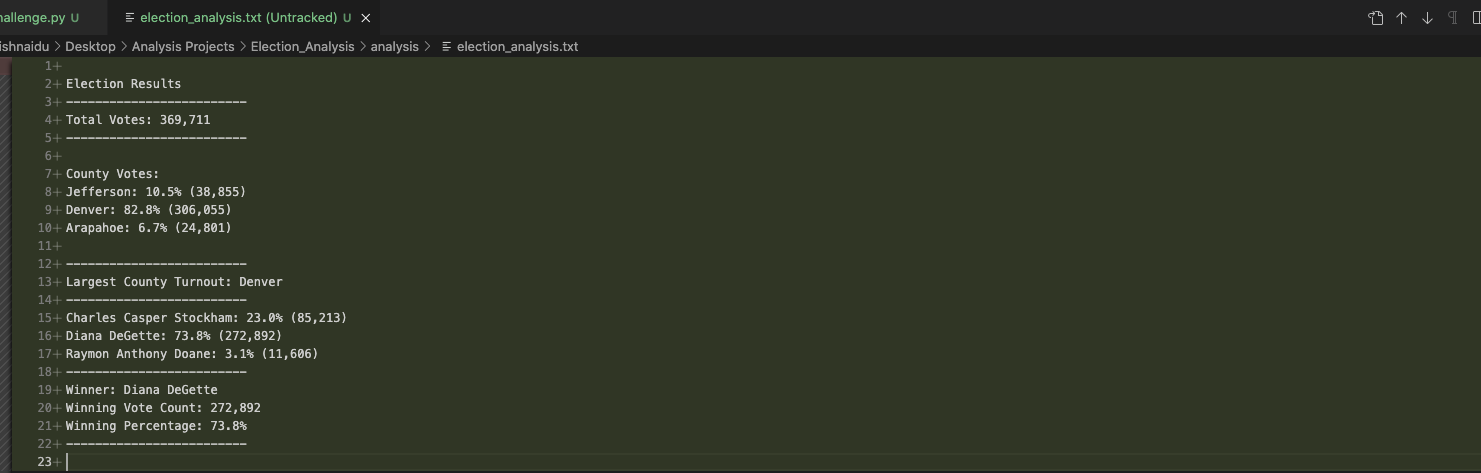 hallenge.py U
election_analysis.txt (Untracked) U
ishnaidu > Desktop > Analysis Projects > Election_Analysis > analysis > election_analysis.txt
1+
2+ Election Results
3+ -------------------------
4+ Total Votes: 369,711
5+ -------------------------
6+
7+ County Votes:
8+ Jefferson: 10.5% (38,855)
9+ Denver: 82.8% (306,055)
10+ Arapahoe: 6.7% (24,801)
11+
12+ -------------------------
13+ Largest County Turnout: Denver
14+ -------------------------
15+ Charles Casper Stockham: 23.0% (85,213)
16+ Diana DeGette: 73.8% (272,892)
17+ Raymon Anthony Doane: 3.1% (11,606)
18+ -------------------------
19+ Winner: Diana DeGette
20+ Winning Vote Count: 272,892
21+ Winning Percentage: 73.8%
22+ -------------------------
23+